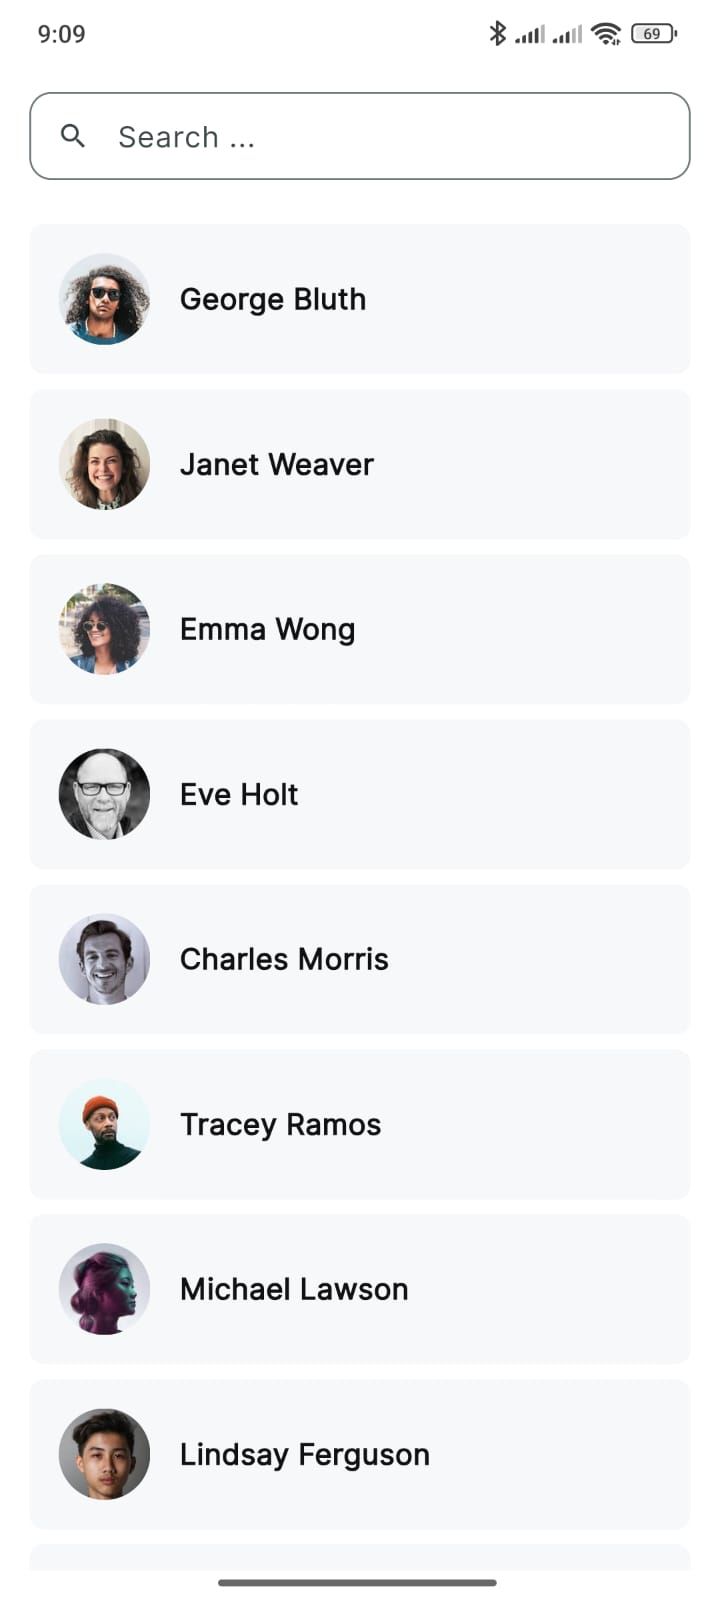 9:09
69
Search ...
George Bluth
Janet Weaver
Emma Wong
Eve Holt
Charles Morris
Tracey Ramos
Michael Lawson
Lindsay Ferguson